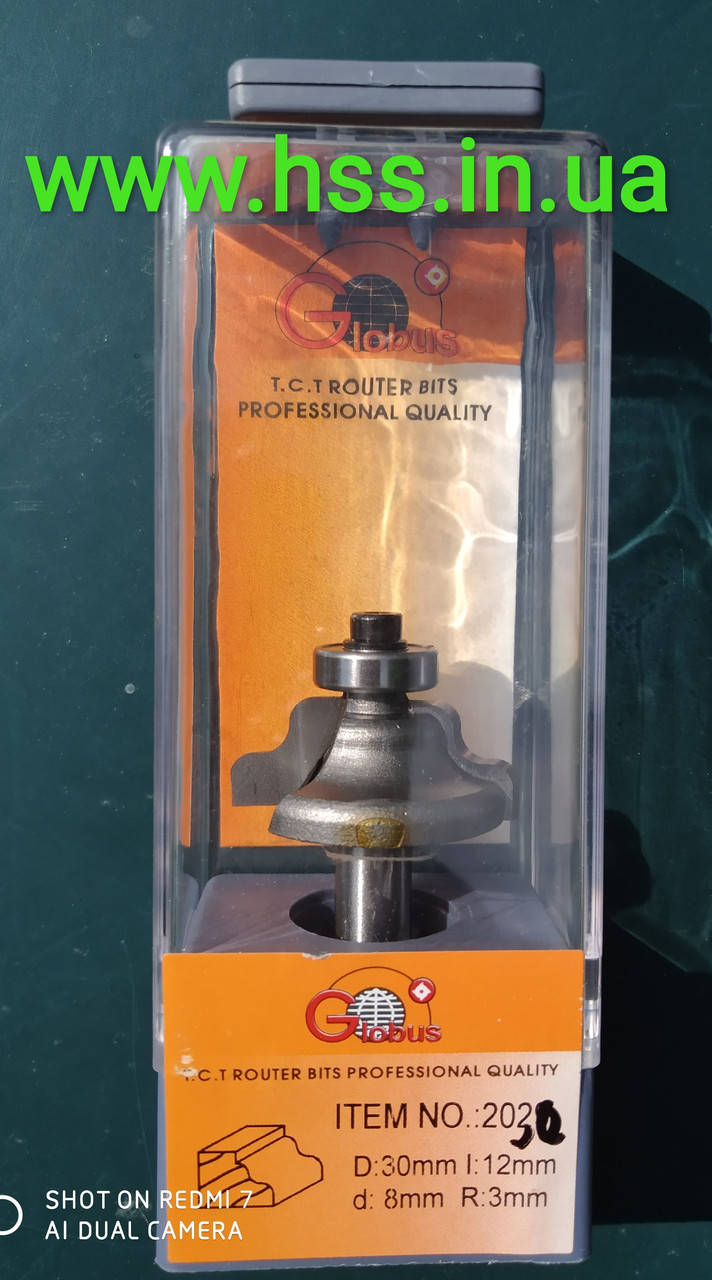 www.hss.in.ua
Globus
T.C.T ROUTER BITS
PROFESSIONAL QUALITY
Globus
T.C.T ROUTER BITS PROFESSIONAL QUALITY
D:30mm l:12mm
d: 8mm R:3mm
ITEM NO.:
SHOT ON REDMI 7
AI DUAL CAMERA